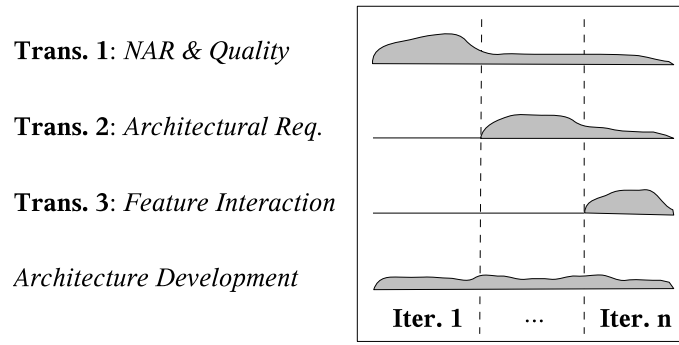 Trans. 1: NAR & Quality
Trans. 2: Architectural Req.
Trans. 3: Feature Interaction
Architecture Development
Iter. 1 ... Iter. n